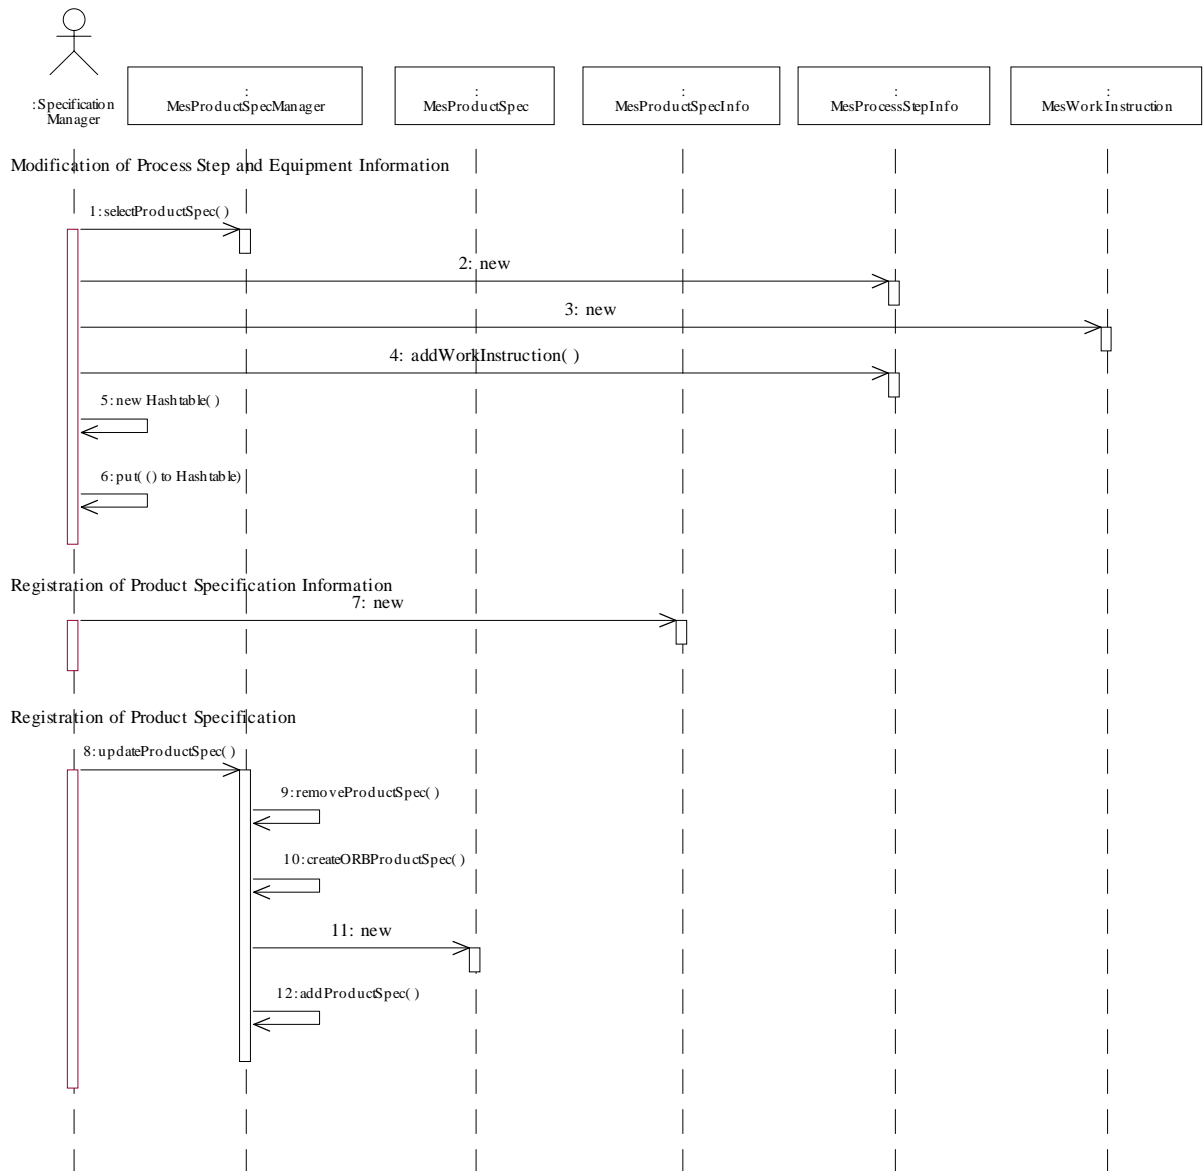 : Specification
Manager
:
MesProductSpecManager
:
MesProductSpec
:
MesProductSpecInfo
:
MesProcessStepInfo
:
MesWorkInstruction
Modification of Process Step and Equipment Information
1: selectProductSpec( )
2: new
3: new
4: addWorkInstruction( )
5: new Hashtable( )
6: put( () to Hashtable)
Registration of Product Specification Information
7: new
Registration of Product Specification
8: updateProductSpec( )
9: removeProductSpec( )
10: createORBProductSpec( )
11: new
12: addProductSpec( )